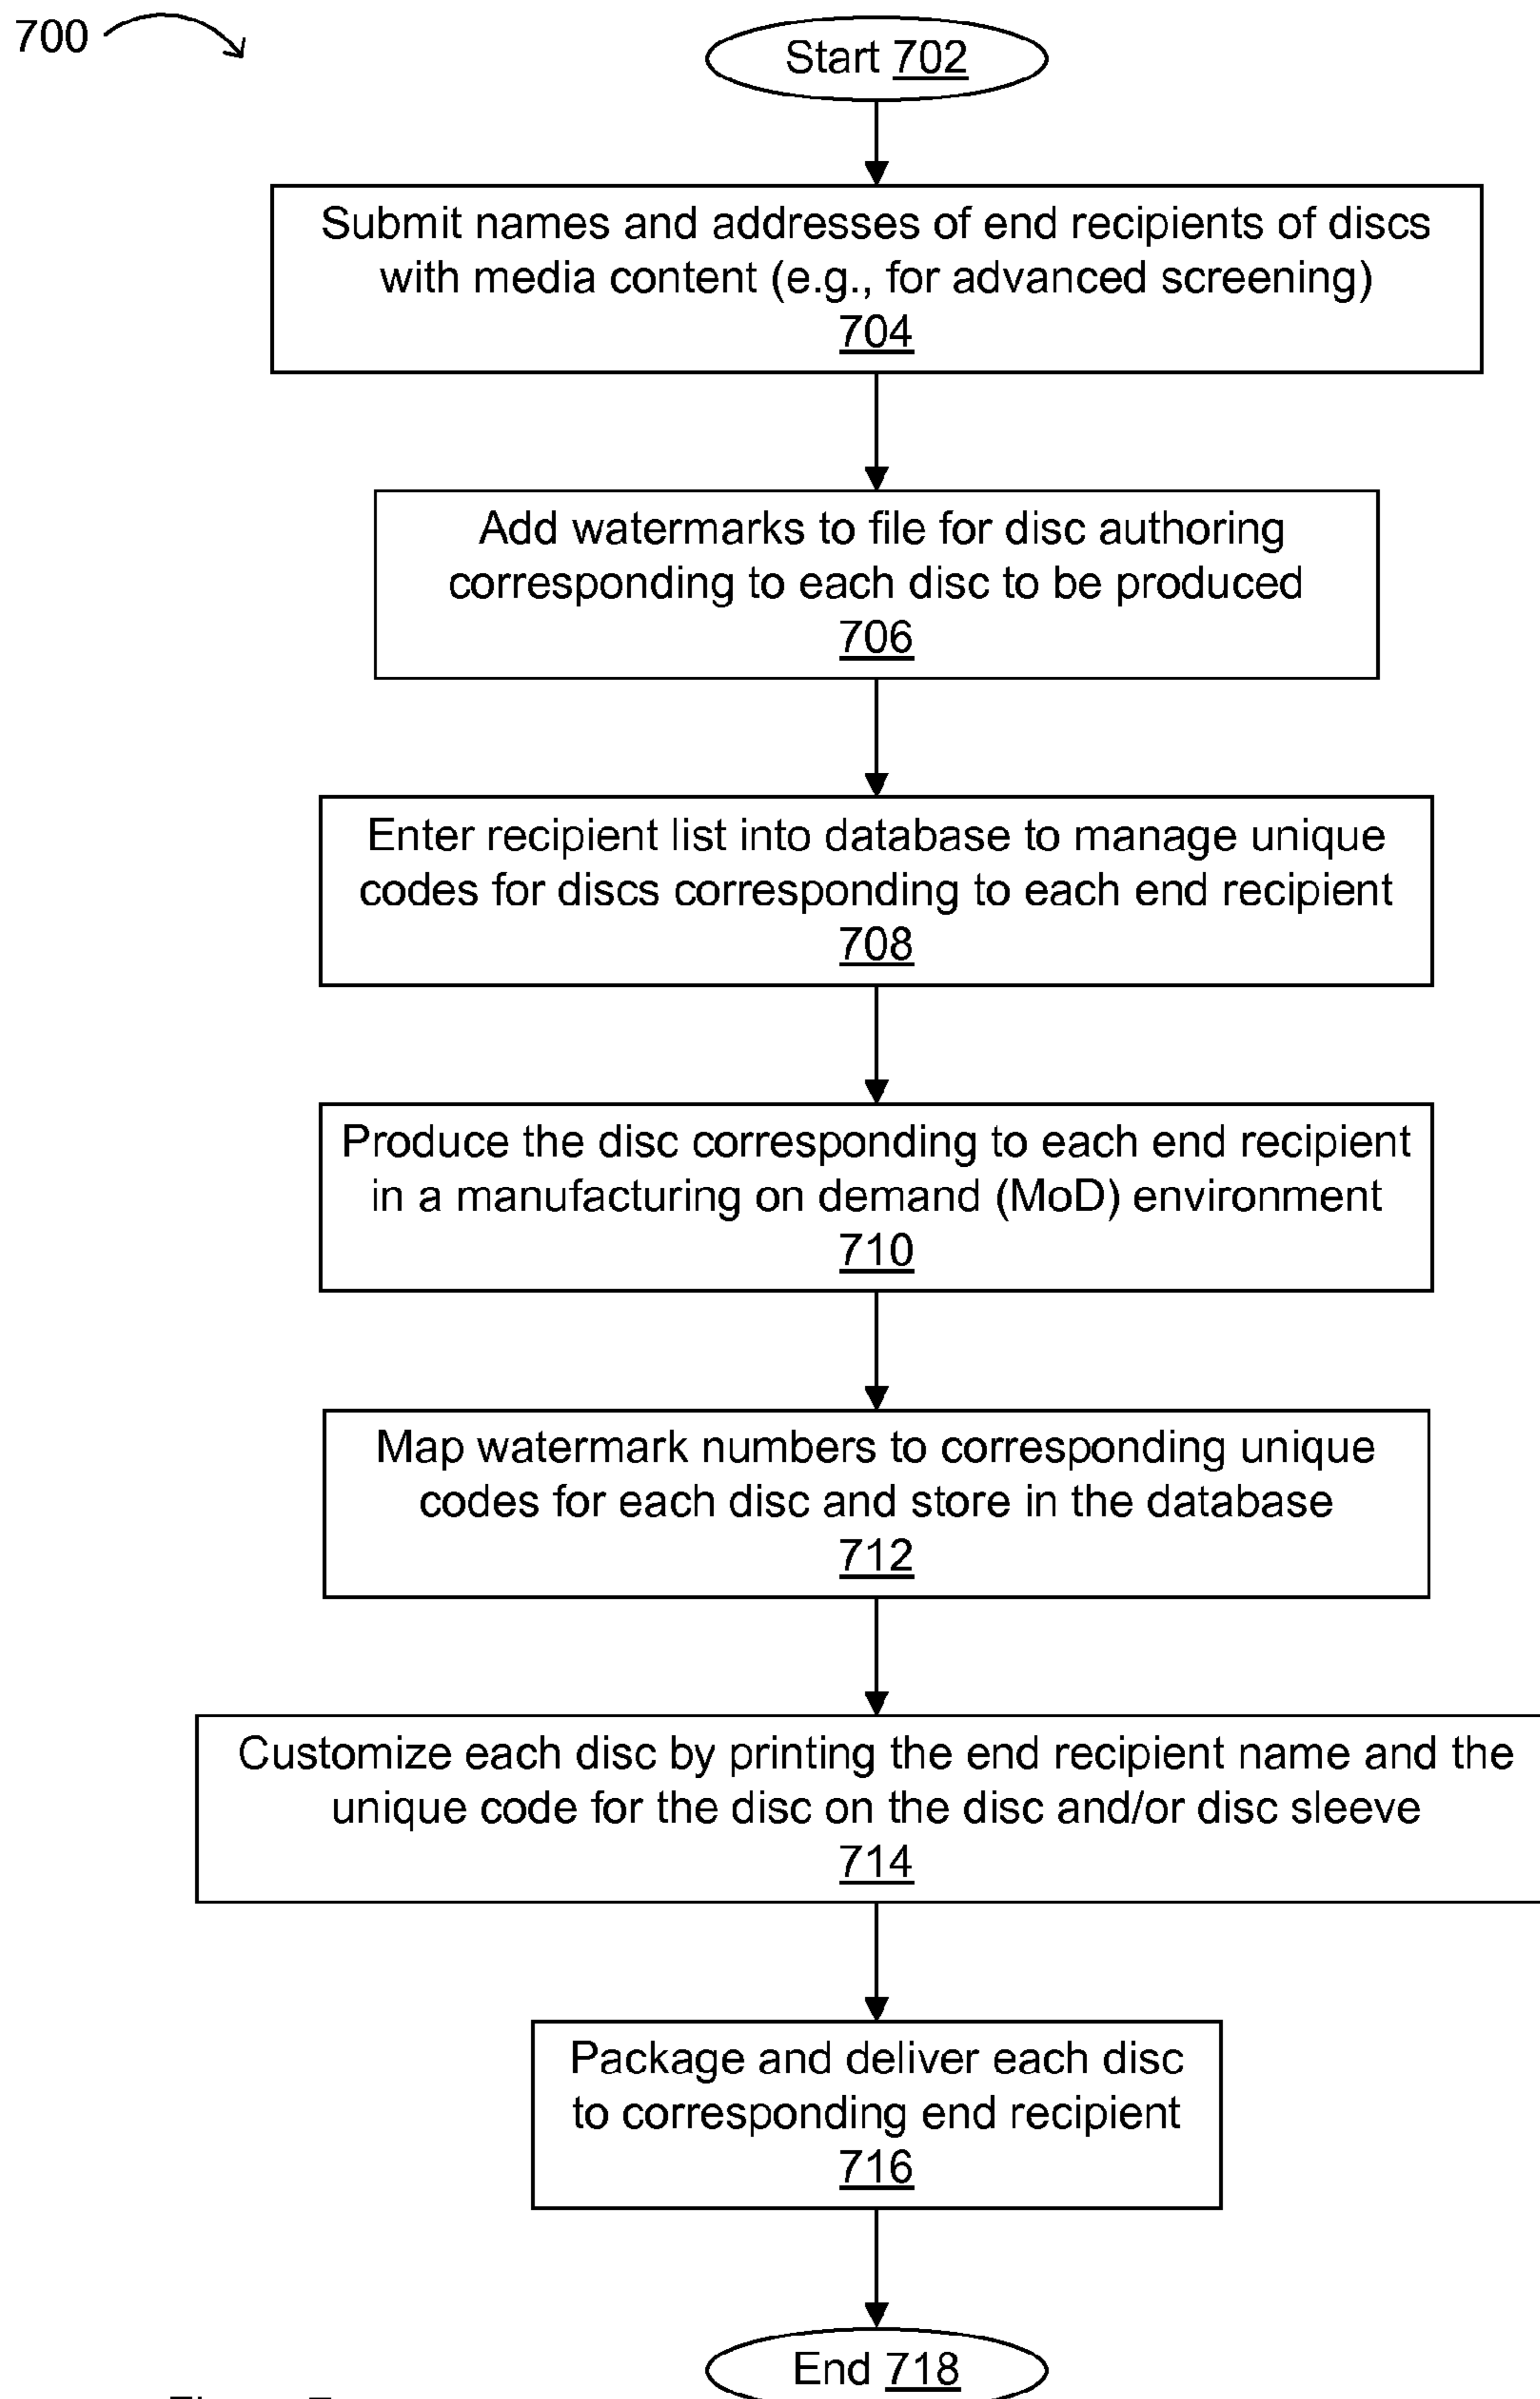 700
Start 702
Submit names and addresses of end recipients of discs
with media content (e.g., for advanced screening)
704
Add watermarks to file for disc authoring
corresponding to each disc to be produced
706
Enter recipient list into database to manage unique
codes for discs corresponding to each end recipient
708
Produce the disc corresponding to each end recipient
in a manufacturing on demand (MoD) environment
710
Map watermark numbers to corresponding unique
codes for each disc and store in the database
712
Customize each disc by printing the end recipient name and the
unique code for the disc on the disc and/or disc sleeve
714
Package and deliver each disc
to corresponding end recipient
716
End 718